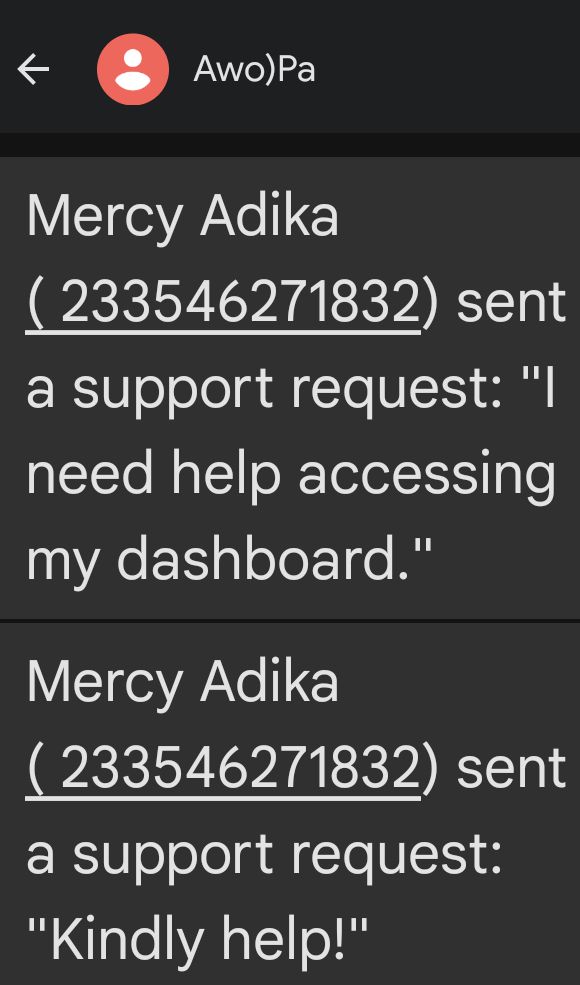 Awo)Pa
Mercy Adika
( 233546271832) sent
a support request: "I
need help accessing
my dashboard."
Mercy Adika
( 233546271832) sent
a support request:
"Kindly help!"